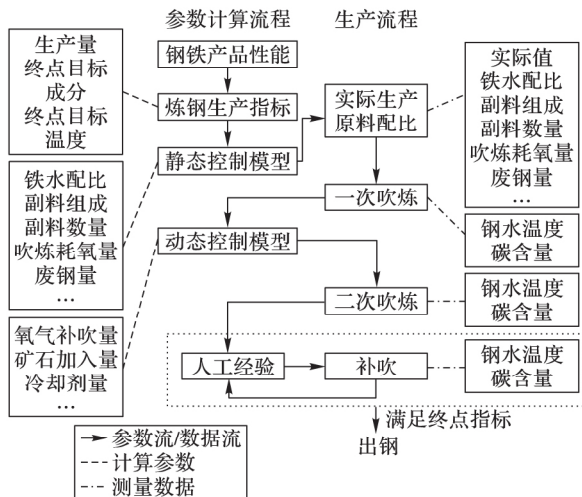 参数计算流程
生产流程
生产量
终点目标
成分
终点目标
温度
钢铁产品性能
炼钢生产指标
静态控制模型
实际生产
原料配比
实际值
铁水配比
副料组成
副料数量
吹炼耗氧量
废钢量
…
铁水配比
副料组成
副料数量
吹炼耗氧量
废钢量
…
一次吹炼
动态控制模型
钢水温度
碳含量
二次吹炼
钢水温度
碳含量
氧气补吹量
矿石加入量
冷却剂量
…
人工经验
补吹
钢水温度
碳含量
满足终点指标
出钢
参数流/数据流
计算参数
测量数据